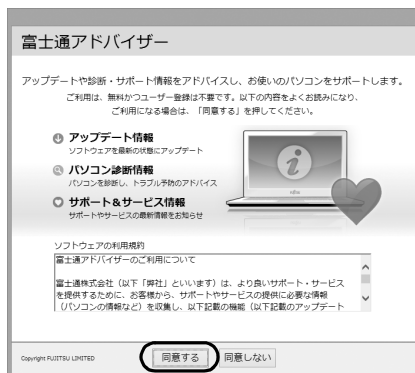 富士通アドバイザー
アップデートや診断・サポート情報をアドバイスし、お使いのパソコンをサポートします。
ご利用は、無料かつユーザー登録は不要です。以下の内容をよくお読みになり、
ご利用になる場合は、「同意する」を押してください。
アップデート情報
ソフトウェアを最新の状態にアップデート
パソコン診断情報
パソコンを診断し、トラブル予防のアドバイス
サポート&サービス情報
サポートやサービスの最新情報をお知らせ
ソフトウェアの利用規約
富士通アドバイザーのご利用について
富士通株式会社（以下「弊社」といいます）は、より良いサポート・サービス
を提供するために、お客様から、サポートやサービスの提供に必要な情報
（パソコンの情報など）を収集し、以下記載の機能（以下記載のアップデート
Copyright FUJITSU LIMITED
同意する
同意しない